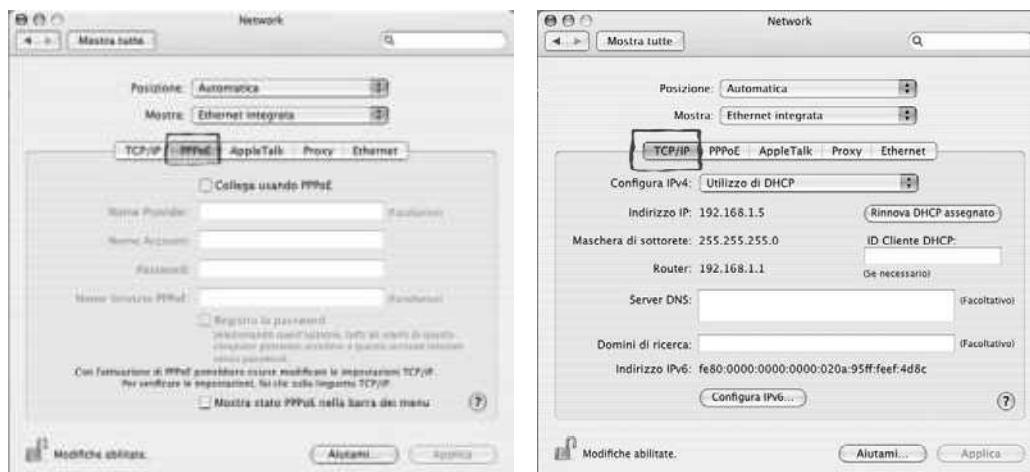 Network
Mostra tutte
Posizione: Automatica
Mostra: Ethernet integrata
TCP/IP PPPoE AppleTalk Proxy Ethernet
Collega usando PPPoE
Nome Provider:
(Facoltativo)
Nome Account:
Password:
Nome Servizio PPPoE:
(Facoltativo)
Registra la password
Con l'attivazione di PPPoE potrebbero essere modificate le impostazioni TCP/IP.
Per verificare le impostazioni, fai clic sulla linguetta TCP/IP.
Mostra stato PPPoE nella barra dei menu
?
Modifiche abilitate.
Aiutami...
Applica
Network
Mostra tutte
Posizione: Automatica
Mostra: Ethernet integrata
TCP/IP PPPoE AppleTalk Proxy Ethernet
Configura IPv4: Utilizzo di DHCP
Indirizzo IP: 192.168.1.5
Rinnova DHCP assegnato
Maschera di sottorete: 255.255.255.0
ID Cliente DHCP:
Router: 192.168.1.1
(Se necessario)
Server DNS:
(Facoltativo)
Domini di ricerca:
(Facoltativo)
Indirizzo IPv6: fe80:0000:0000:0000:020a:95ff:feef:4d8c
Configura IPv6...
?
Modifiche abilitate.
Aiutami...
Applica